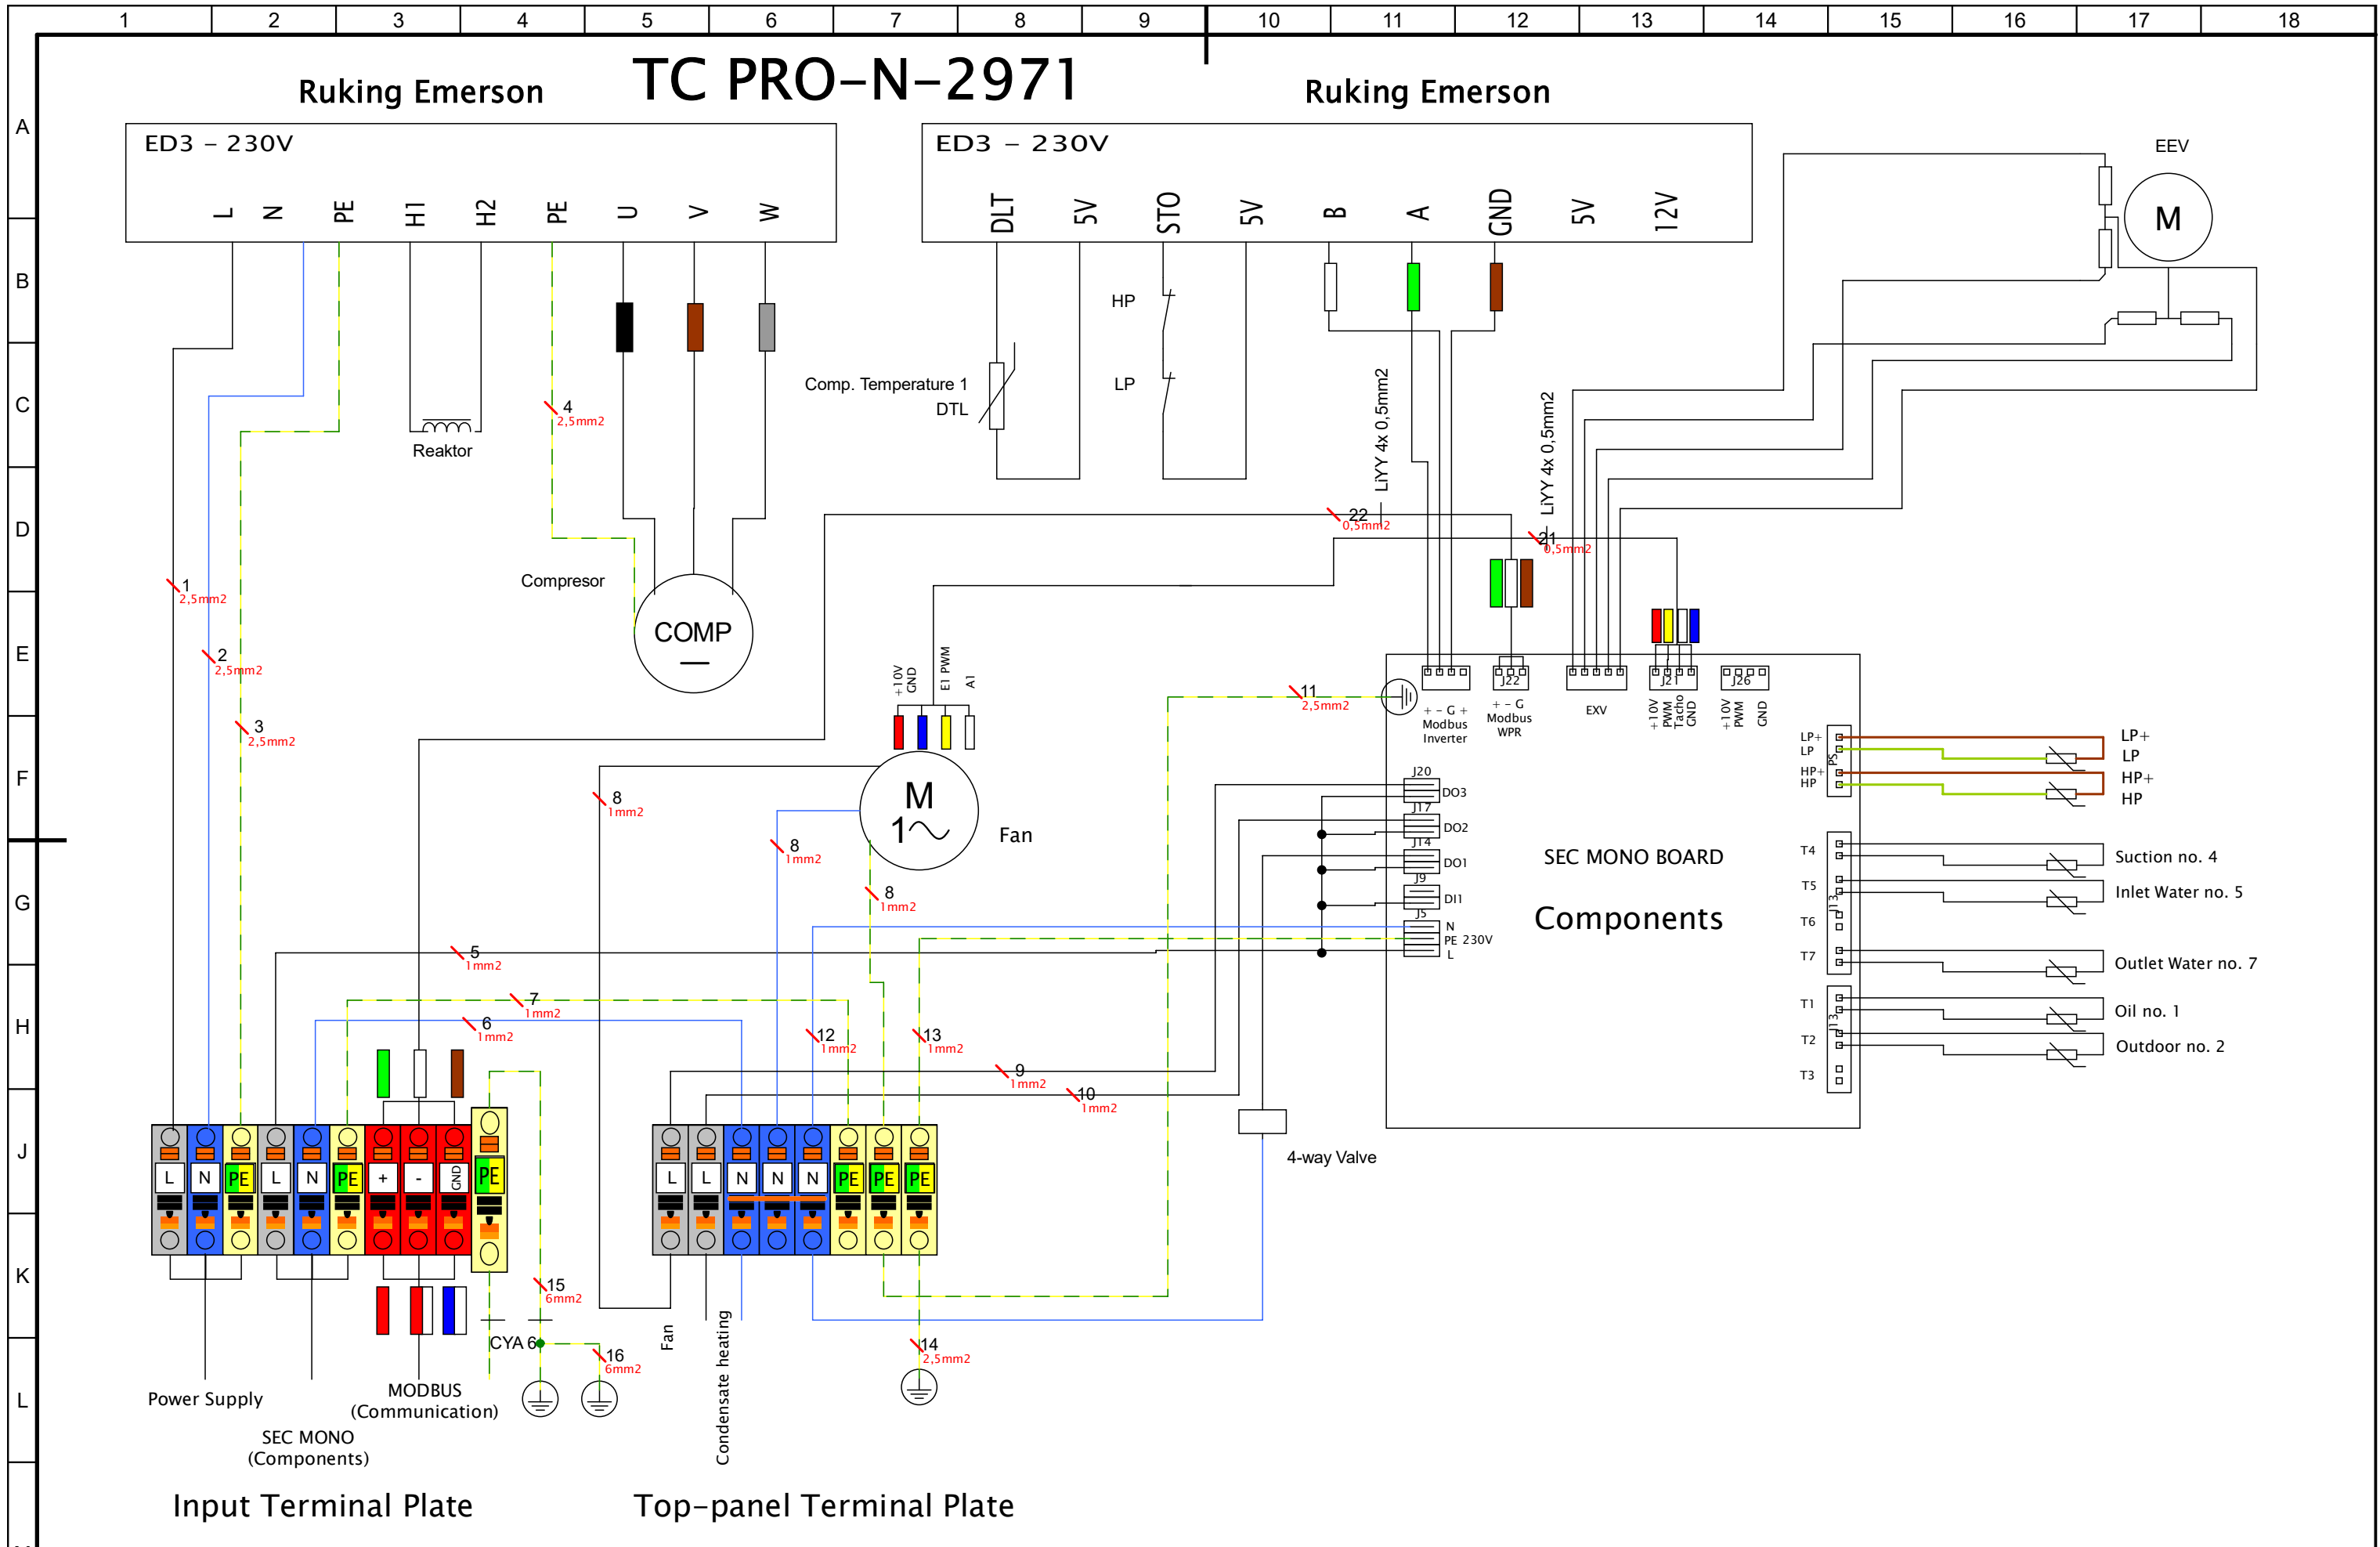 1 2 3 4 5 6 7 8 9 10 11 12 13 14 15 16 17 18
A
B
C
D
E
F
G
H
J
K
L
TC PRO-N-2971
Ruking Emerson
Ruking Emerson
ED3 - 230V
L N PE H1 H2 PE U V W
ED3 - 230V
DLT 5V STO 5V B A GND 5V 12V
EEV
M
HP
LP
Comp. Temperature 1
DTL
Reaktor
4
2,5mm2
LiYY 4x 0,5mm2
LiYY 4x 0,5mm2
22
0,5mm2
21
0,5mm2
Compresor
COMP
1
2,5mm2
2
2,5mm2
3
2,5mm2
+10V
GND
E1 PWM
A1
M
1
Fan
8
1mm2
8
1mm2
8
1mm2
11
2,5mm2
+ - G +
Modbus
Inverter
J22
+ - G
Modbus
WPR
EXV
J21
+10V
PWM
Tacho
GND
J26
+10V
PWM
GND
J20
DO3
J17
DO2
J14
DO1
J9
DI1
J5
N
PE 230V
L
SEC MONO BOARD
Components
LP+
LP
HP+
HP
PS
LP+
LP
HP+
HP
T4
T5
T6
T7
J13
Suction no. 4
Inlet Water no. 5
Outlet Water no. 7
T1
T2
T3
J13
Oil no. 1
Outdoor no. 2
5
1mm2
7
1mm2
6
1mm2
12
1mm2
13
1mm2
9
1mm2
10
1mm2
4-way Valve
L N PE L N PE + - GND PE
L L N N N PE PE PE
15
6mm2
CYA 6
16
6mm2
14
2,5mm2
Fan
Condensate heating
Power Supply
SEC MONO
(Components)
MODBUS
(Communication)
Input Terminal Plate
Top-panel Terminal Plate